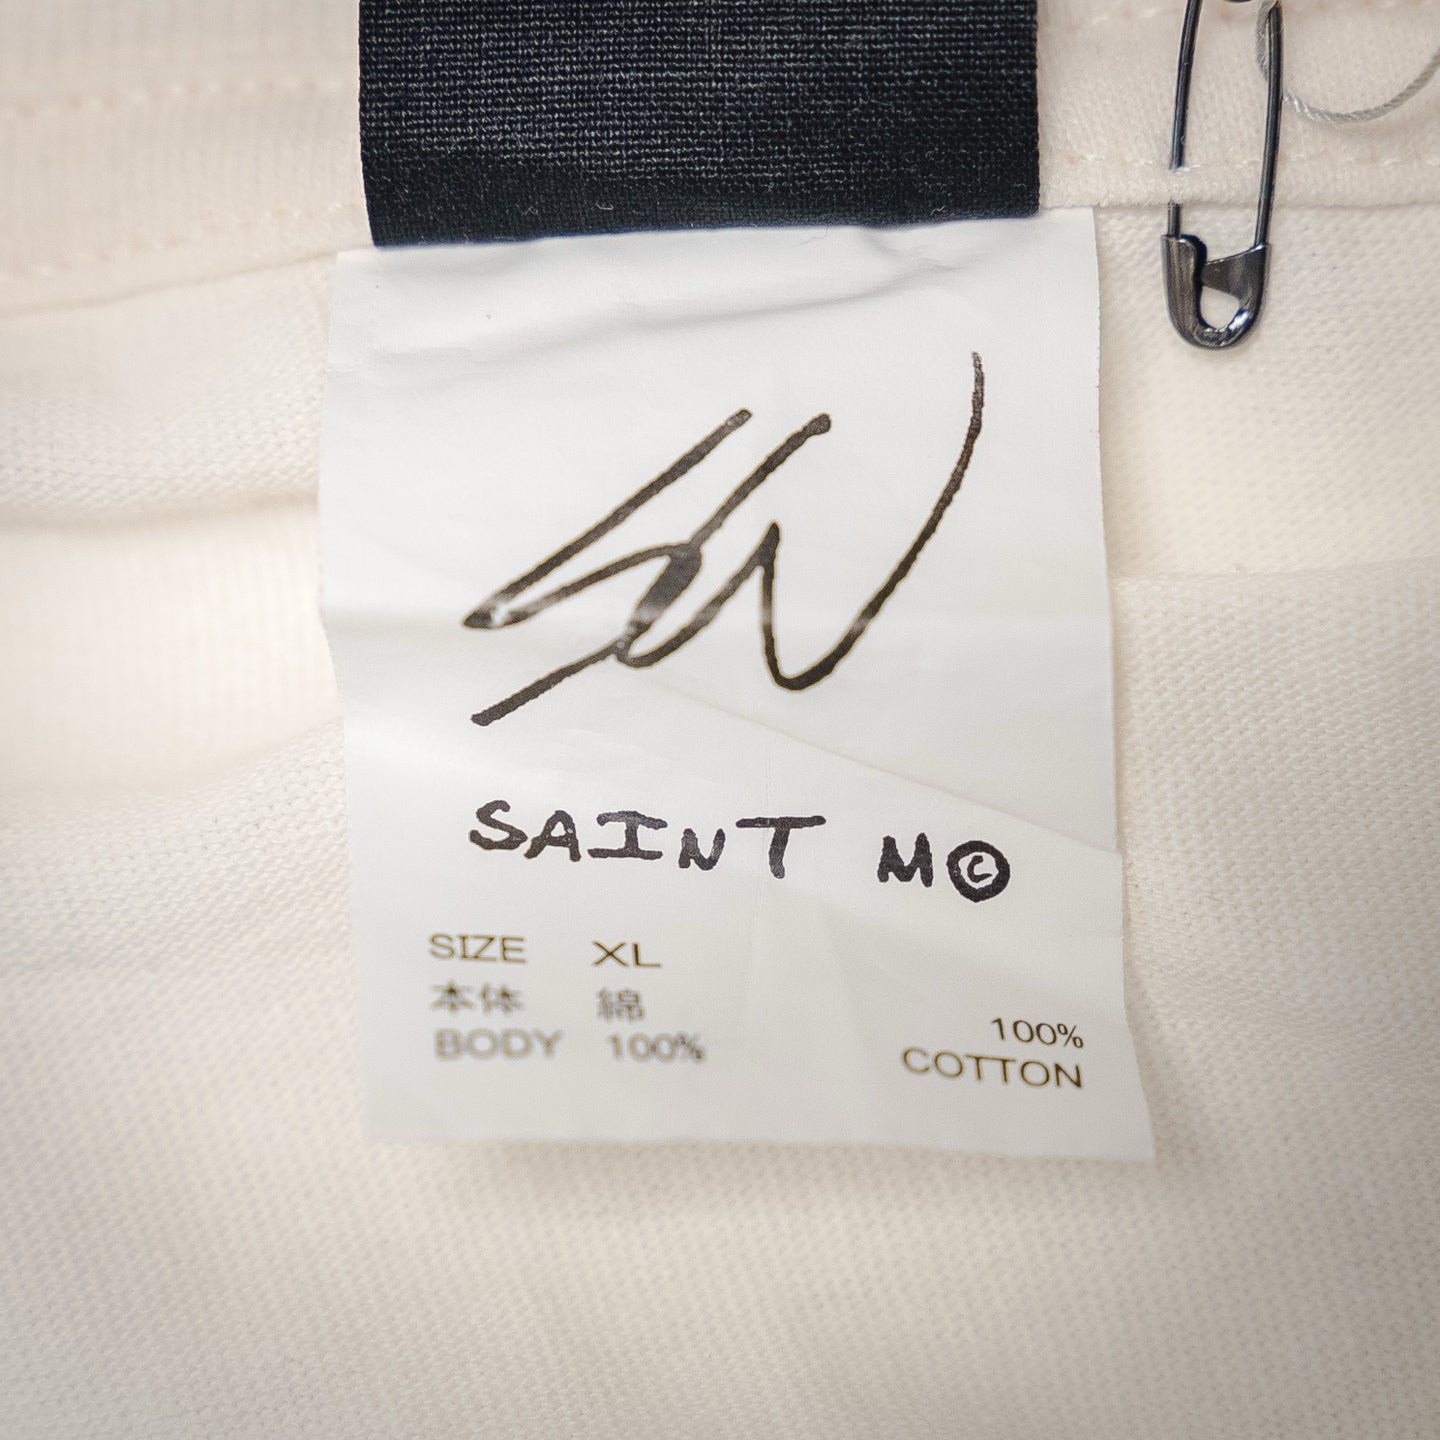 SAINT M©
SIZE XL
本体 綿
BODY 100%
100%
COTTON